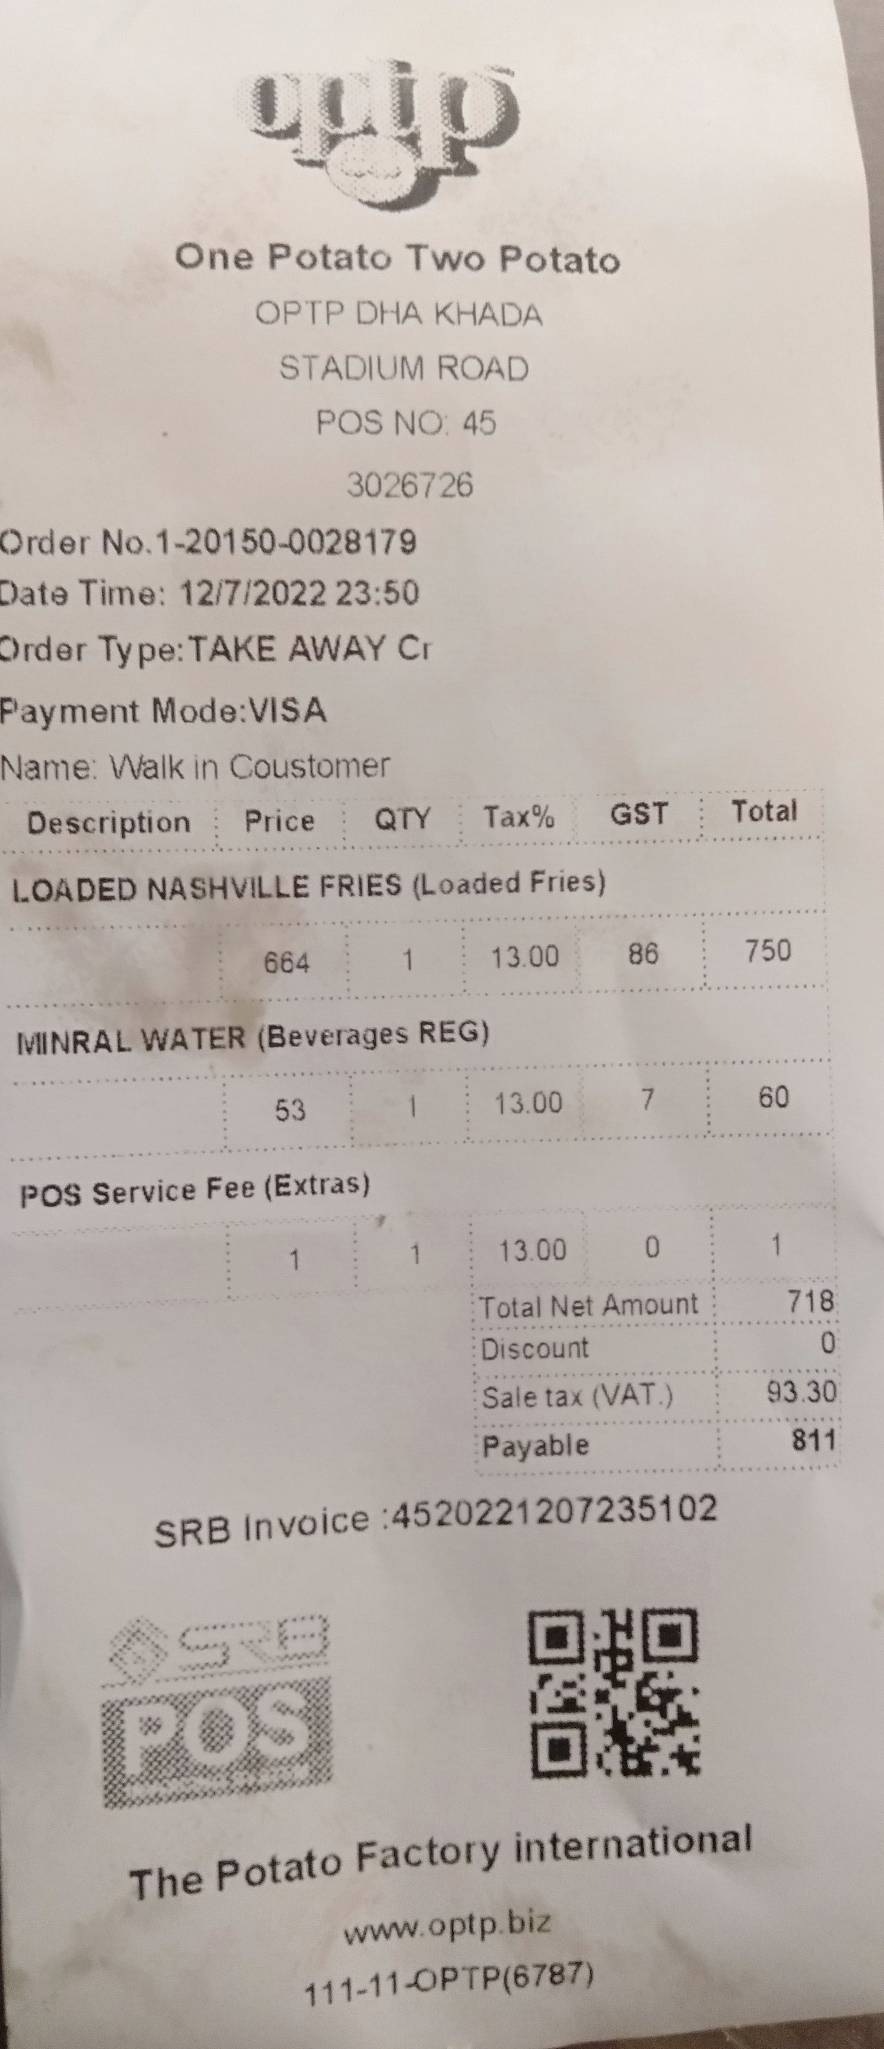 optp
One Potato Two Potato
OPTP DHA KHADA
STADIUM ROAD
POS NO: 45
3026726
Order No.1-20150-0028179
Date Time: 12/7/2022 23:50
Order Type:TAKE AWAY Cr
Payment Mode:VISA
Name: Walk in Coustomer
Description Price QTY Tax% GST Total
LOADED NASHVILLE FRIES (Loaded Fries)
664 1 13.00 86 750
MINRAL WATER (Beverages REG)
53 1 13.00 7 60
POS Service Fee (Extras)
1 1 13.00 0 1
Total Net Amount 718
Discount 0
Sale tax (VAT.) 93.30
Payable 811
SRB Invoice :4520221207235102
SRB
POS
The Potato Factory international
www.optp.biz
111-11-OPTP(6787)